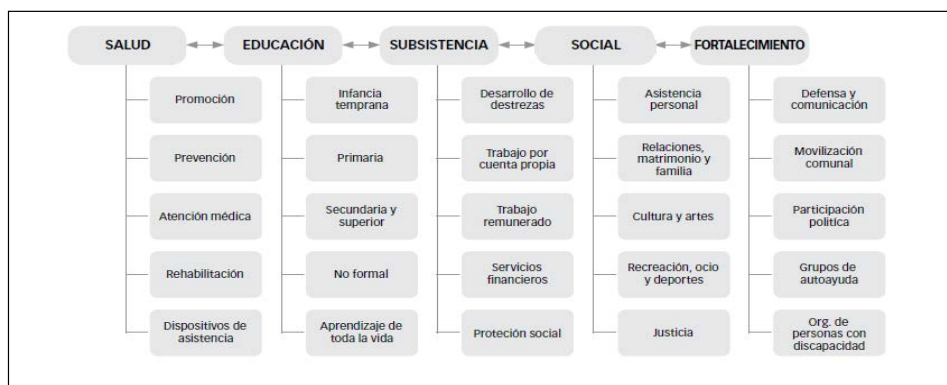 SALUD
EDUCACIÓN
SUBSISTENCIA
SOCIAL
FORTALECIMIENTO
Promoción
Prevención
Atención médica
Rehabilitación
Dispositivos de
asistencia
Infancia
temprana
Primaria
Secundaria y
superior
No formal
Aprendizaje de
toda la vida
Desarrollo de
destrezas
Trabajo por
cuenta propia
Trabajo
remunerado
Servicios
financieros
Proteción social
Asistencia
personal
Relaciones,
matrimonio y
familia
Cultura y artes
Recreación, ocio
y deportes
Justicia
Defensa y
comunicación
Movilización
comunal
Participación
política
Grupos de
autoayuda
Org. de
personas con
discapacidad